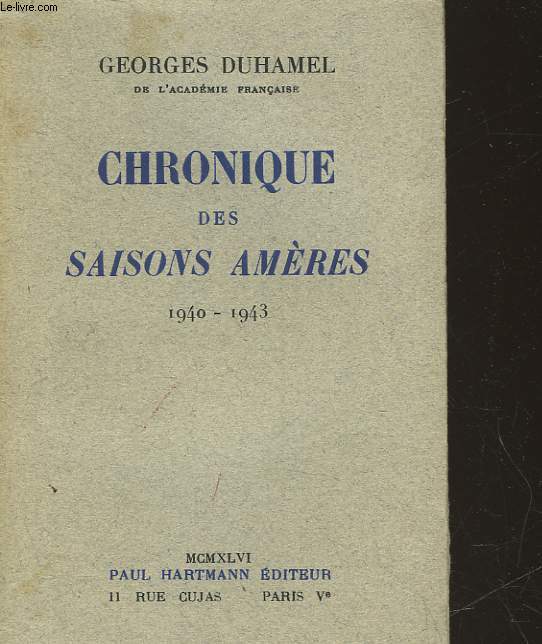 Le-livre.com
GEORGES DUHAMEL
DE L'ACADÉMIE FRANÇAISE
CHRONIQUE
DES
SAISONS AMÈRES
1940 - 1943
MCMXLVI
PAUL HARTMANN ÉDITEUR
11 RUE CUJAS PARIS Vᵉ